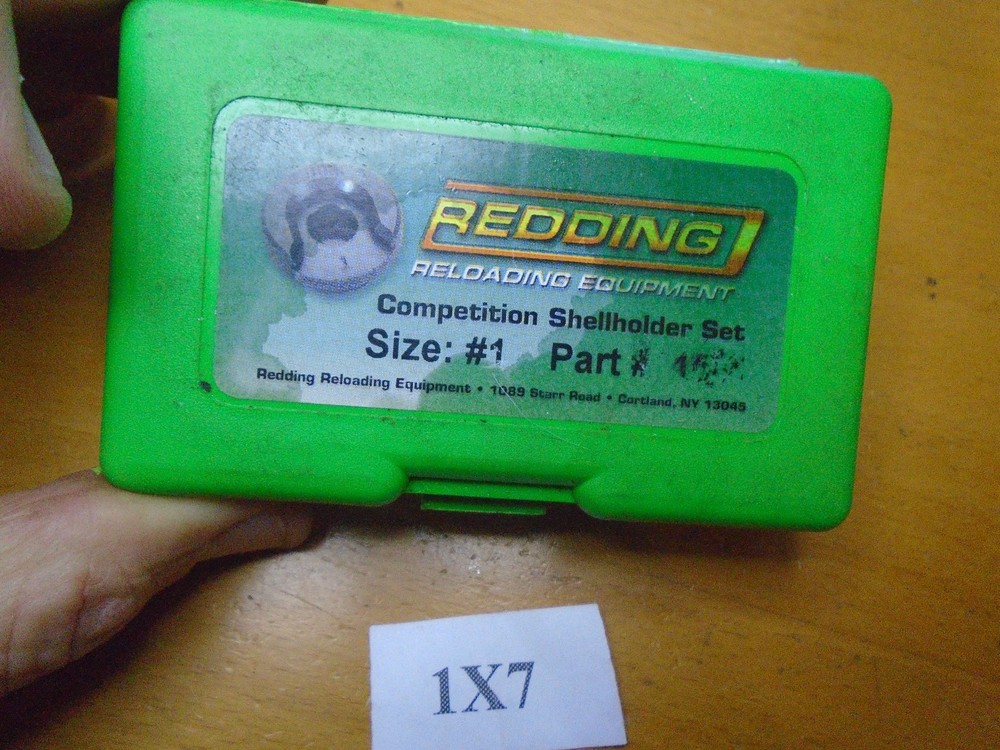 REDDING
RELOADING EQUIPMENT
Competition Shellholder Set
Size: #1 Part #
Redding Reloading Equipment • 1089 Starr Road • Cortland, NY 13045
1X7